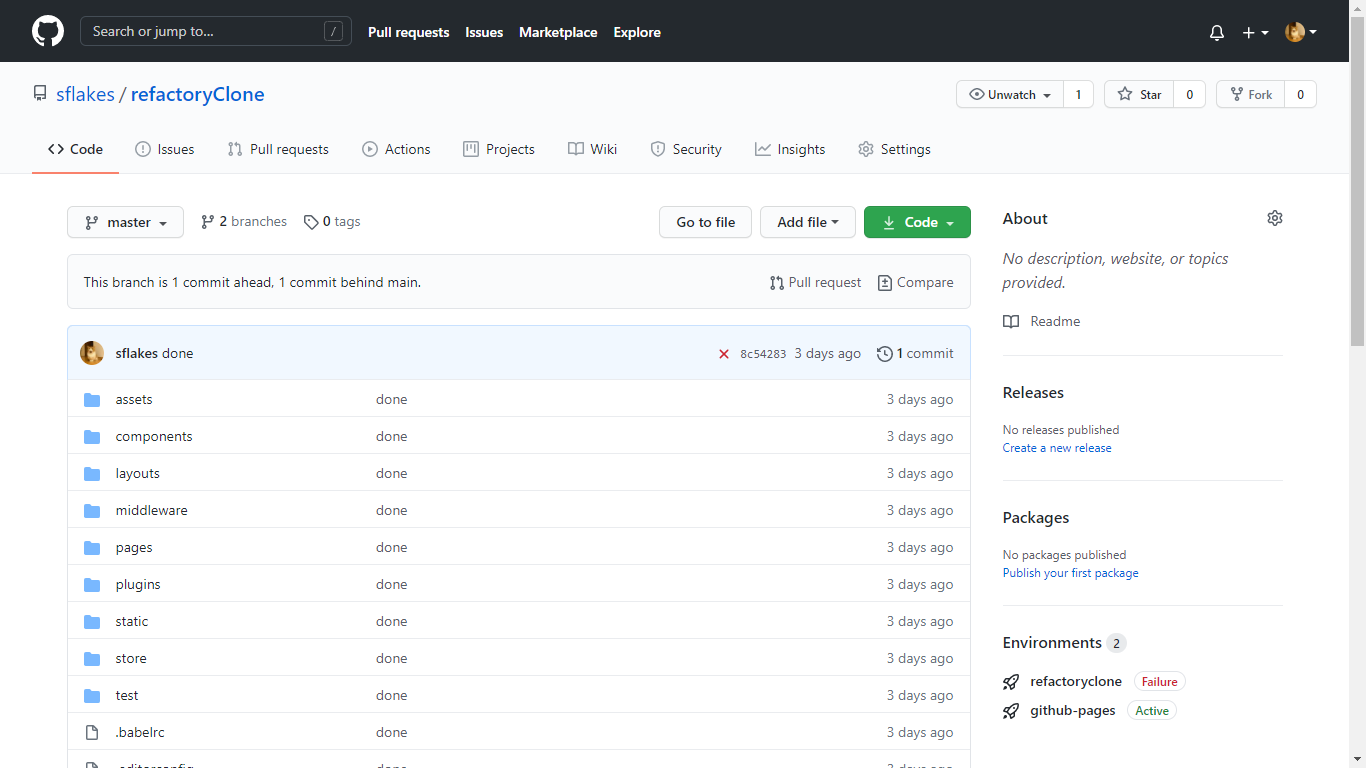 Search or jump to... / Pull requests Issues Marketplace Explore
sflakes / refactoryClone Unwatch 1 Star 0 Fork 0
Code Issues Pull requests Actions Projects Wiki Security Insights Settings
master 2 branches 0 tags Go to file Add file Code
This branch is 1 commit ahead, 1 commit behind main. Pull request Compare
sflakes done 8c54283 3 days ago 1 commit
assets done 3 days ago
components done 3 days ago
layouts done 3 days ago
middleware done 3 days ago
pages done 3 days ago
plugins done 3 days ago
static done 3 days ago
store done 3 days ago
test done 3 days ago
.babelrc done 3 days ago
.editorconfig done 3 days ago
About
No description, website, or topics
provided.
Readme
Releases
No releases published
Create a new release
Packages
No packages published
Publish your first package
Environments 2
refactoryclone Failure
github-pages Active